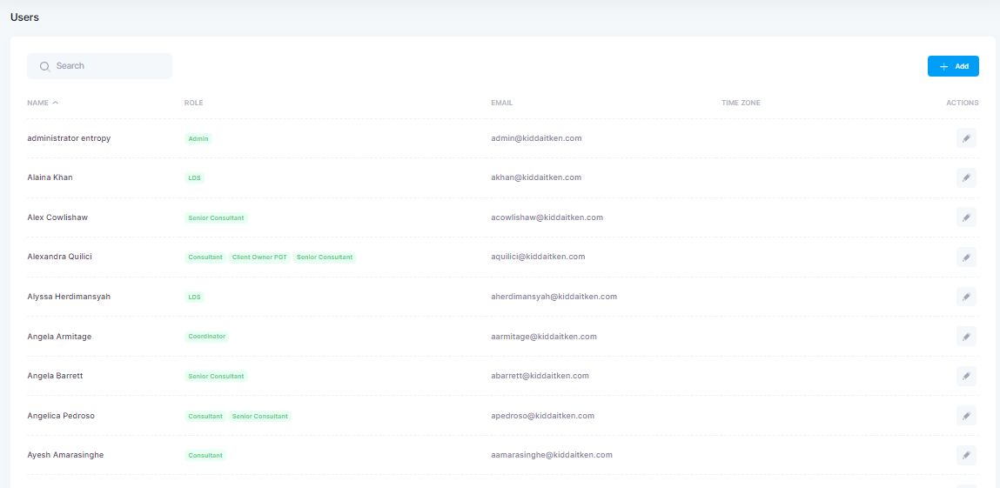 Users
Search
Add
NAME ROLE EMAIL TIME ZONE ACTIONS
administrator entropy Admin admin@kiddaitken.com
Alaina Khan LDS akhan@kiddaitken.com
Alex Cowlishaw Senior Consultant acowlishaw@kiddaitken.com
Alexandra Quilici Consultant Client Owner PGT Senior Consultant aquilici@kiddaitken.com
Alyssa Herdimansyah LDS aherdimansyah@kiddaitken.com
Angela Armitage Coordinator aarmitage@kiddaitken.com
Angela Barrett Senior Consultant abarrett@kiddaitken.com
Angelica Pedroso Consultant Senior Consultant apedroso@kiddaitken.com
Ayesh Amarasinghe Consultant aamarasinghe@kiddaitken.com